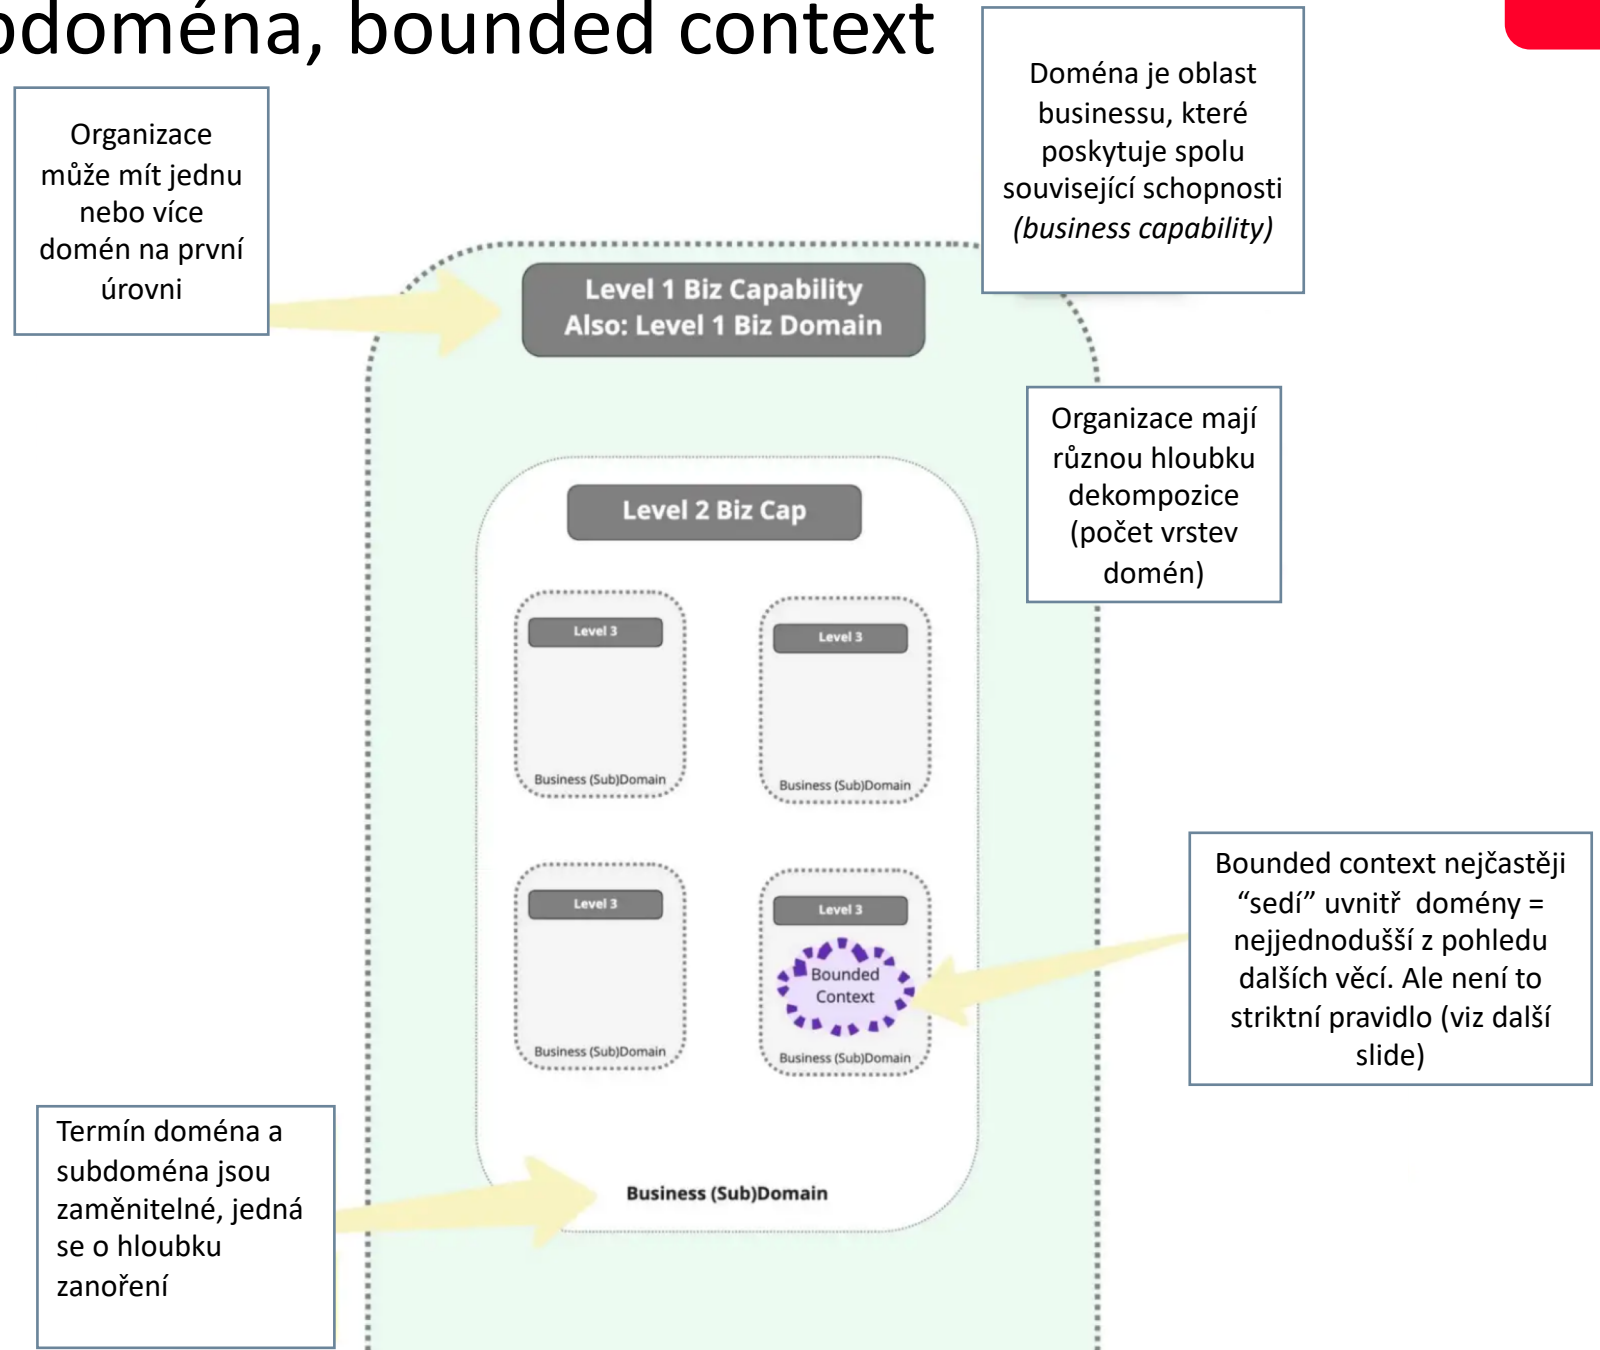 bdoména, bounded context
Organizace
může mít jednu
nebo více
domén na první
úrovni
Doména je oblast
businessu, které
poskytuje spolu
související schopnosti
(business capability)
Level 1 Biz Capability
Also: Level 1 Biz Domain
Organizace mají
různou hloubku
dekompozice
(počet vrstev
domén)
Level 2 Biz Cap
Level 3
Business (Sub)Domain
Level 3
Business (Sub)Domain
Level 3
Business (Sub)Domain
Level 3
Bounded
Context
Business (Sub)Domain
Bounded context nejčastěji
“sedí” uvnitř domény =
nejjednodušší z pohledu
dalších věcí. Ale není to
striktní pravidlo (viz další
slide)
Termín doména a
subdoména jsou
zaměnitelné, jedná
se o hloubku
zanoření
Business (Sub)Domain